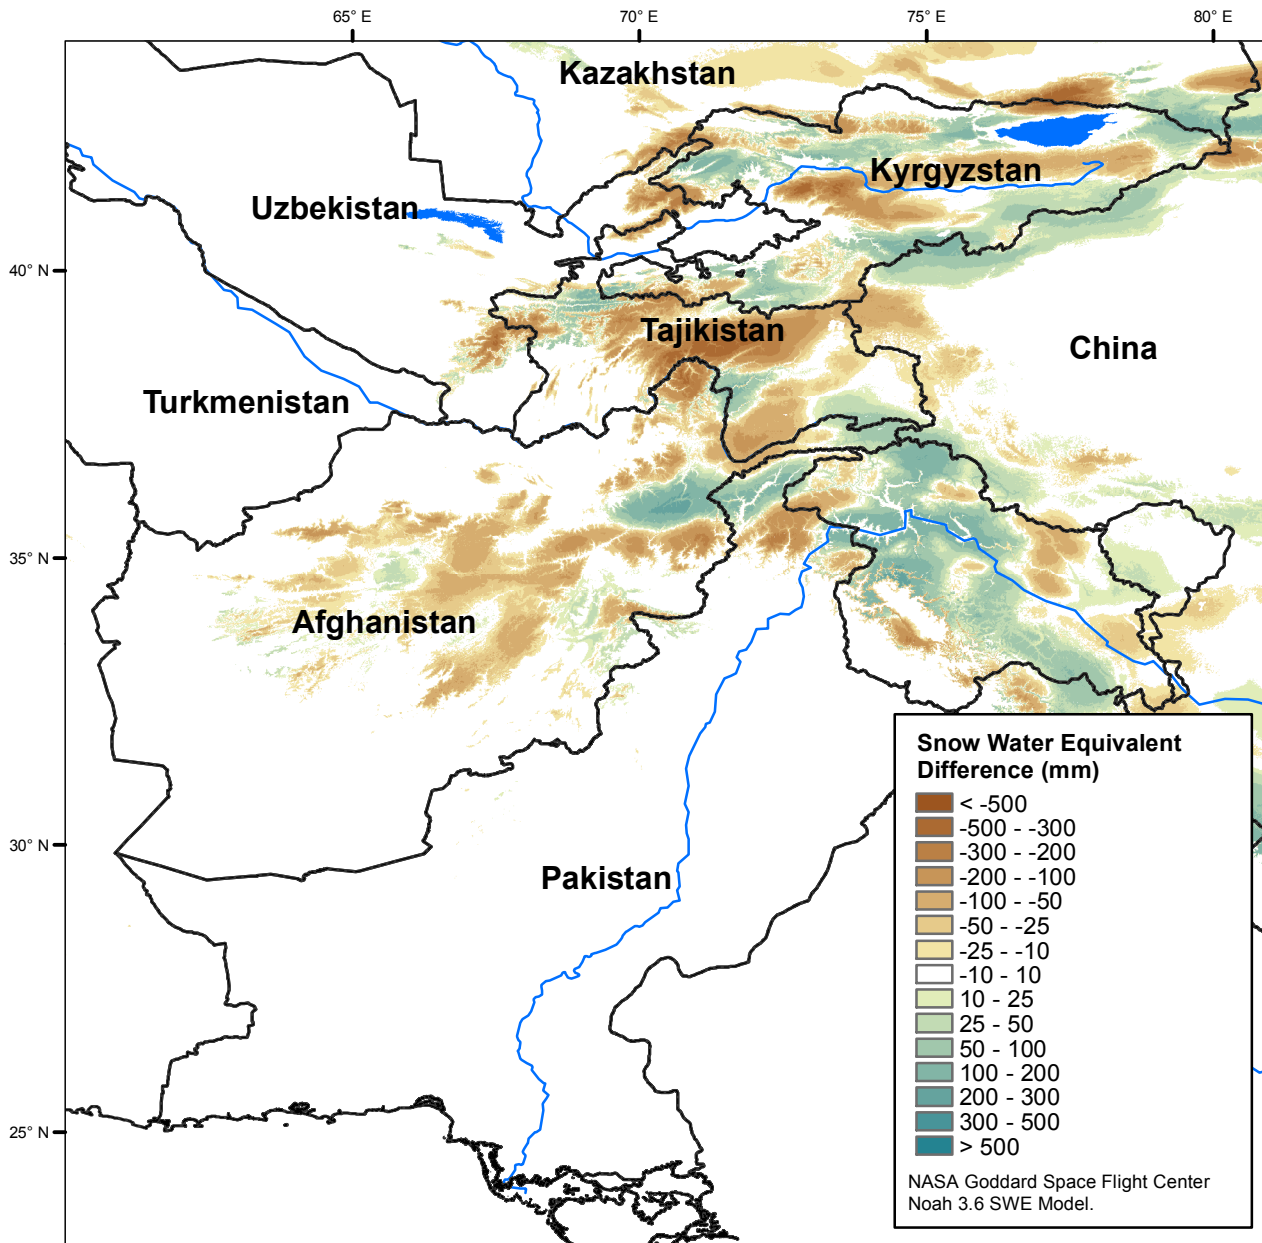 65° E
70° E
75° E
80° E
Kazakhstan
Kyrgyzstan
Uzbekistan
40° N
Tajikistan
China
Turkmenistan
35° N
Afghanistan
Snow Water Equivalent
Difference (mm)
< -500
-500 - -300
-300 - -200
-200 - -100
-100 - -50
-50 - -25
-25 - -10
-10 - 10
10 - 25
25 - 50
50 - 100
100 - 200
200 - 300
300 - 500
> 500
30° N
Pakistan
25° N
NASA Goddard Space Flight Center
Noah 3.6 SWE Model.